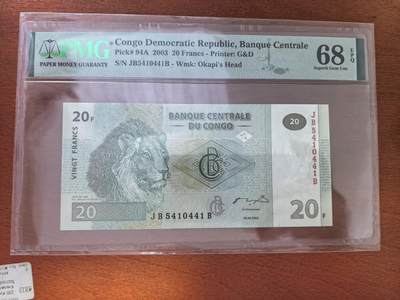 PMG
PAPER MONEY GUARANTY
Congo Democratic Republic, Banque Centrale
Pick# 94A 2003 20 Francs - Printer: G&D
S/N JB5410441B - Wmk: Okapi's Head
68 EPQ
Superb Gem Unc
20F
BANQUE CENTRALE
DU CONGO
20
JB5410441B
VINGT FRANCS
20
JB5410441B
20F